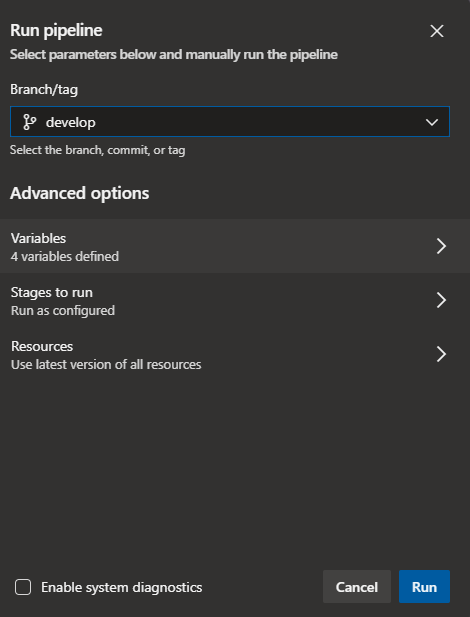 Run pipeline
Select parameters below and manually run the pipeline
Branch/tag
develop
Select the branch, commit, or tag
Advanced options
Variables
4 variables defined
Stages to run
Run as configured
Resources
Use latest version of all resources
Enable system diagnostics
Cancel
Run